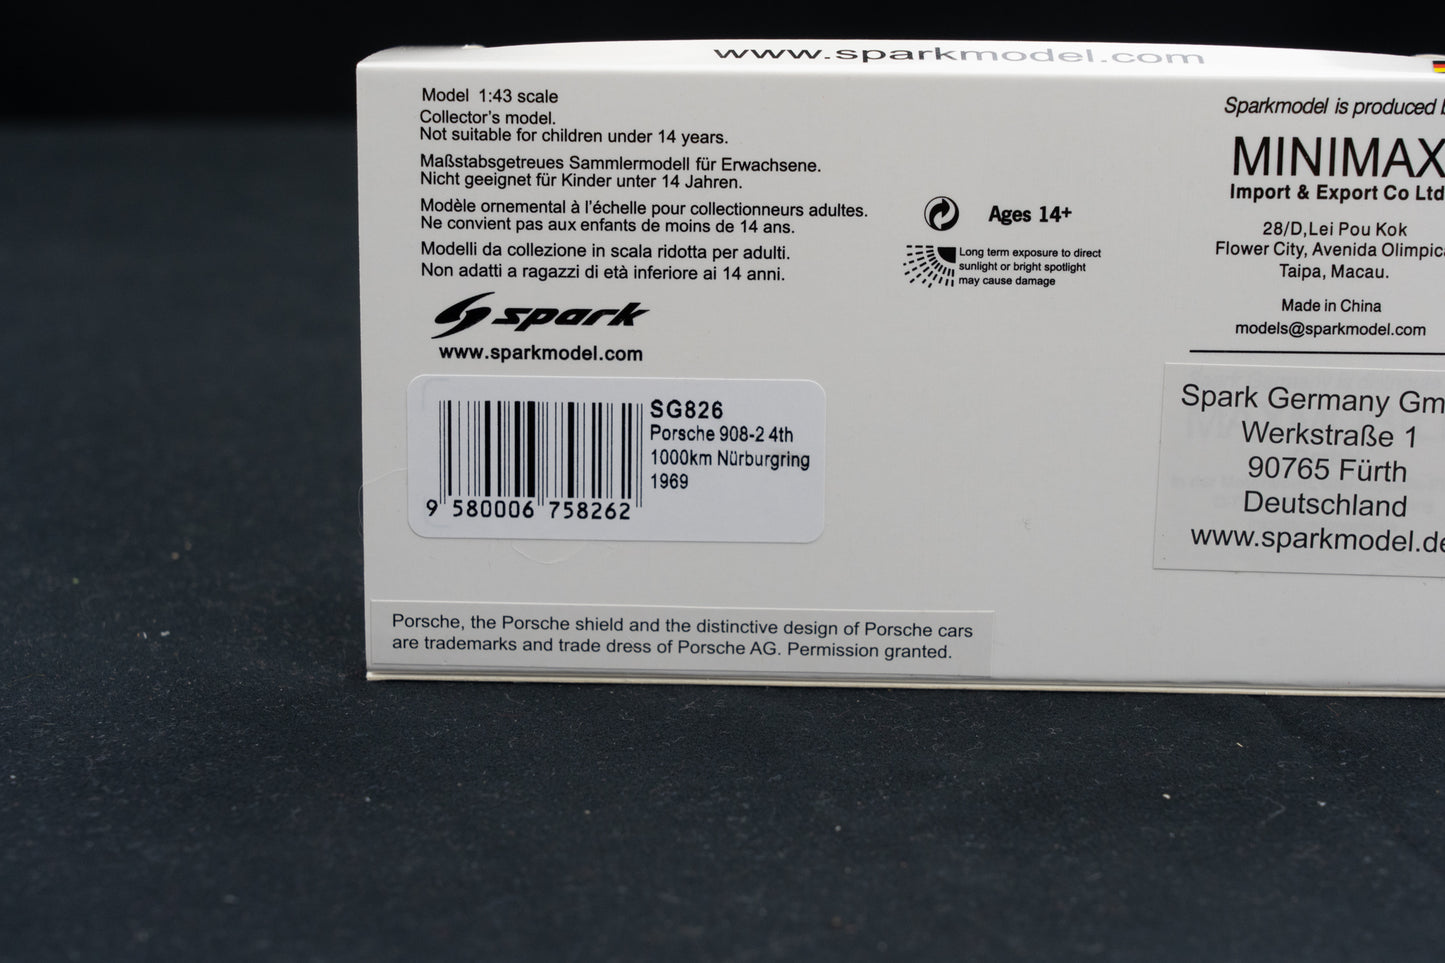 www.sparkmodel.com
Model 1:43 scale
Collector's model.
Not suitable for children under 14 years.
Maßstabsgetreues Sammlermodell für Erwachsene.
Nicht geeignet für Kinder unter 14 Jahren.
Modèle ornemental à l'échelle pour collectionneurs adultes.
Ne convient pas aux enfants de moins de 14 ans.
Modelli da collezione in scala ridotta per adulti.
Non adatti a ragazzi di età inferiore ai 14 anni.
spark
www.sparkmodel.com
SG826
Porsche 908-2 4th
1000km Nürburgring
1969
9 580006 758262
Porsche, the Porsche shield and the distinctive design of Porsche cars
are trademarks and trade dress of Porsche AG. Permission granted.
Ages 14+
Long term exposure to direct
sunlight or bright spotlight
may cause damage
Sparkmodel is produced
MINIMAX
Import & Export Co Ltd
28/D,Lei Pou Kok
Flower City, Avenida Olimpica
Taipa, Macau.
Made in China
models@sparkmodel.com
Spark Germany Gm
Werkstraße 1
90765 Fürth
Deutschland
www.sparkmodel.de